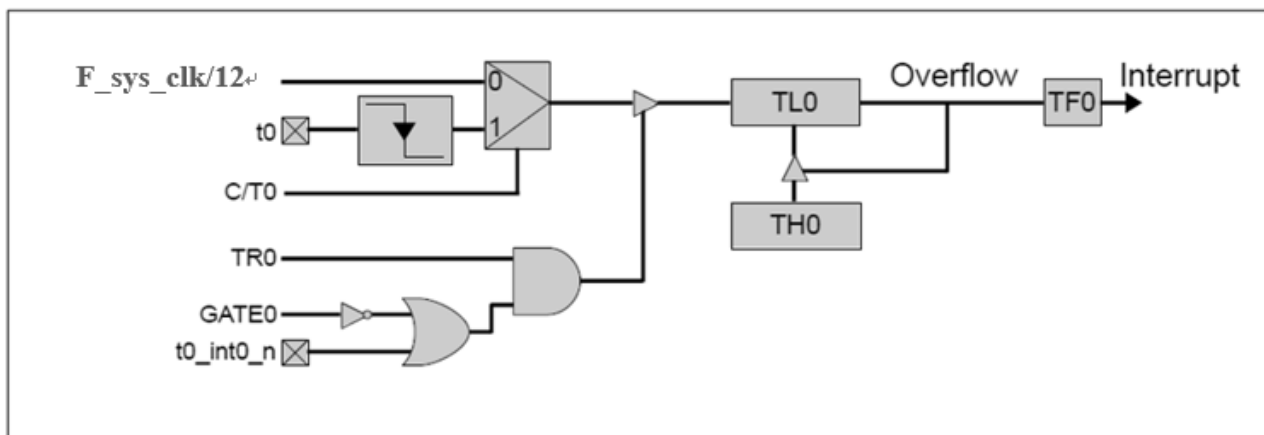 F_sys_clk/12↵
0
t0
1
C/T0
TR0
GATE0
t0_int0_n
TL0
Overflow
TF0
Interrupt
TH0